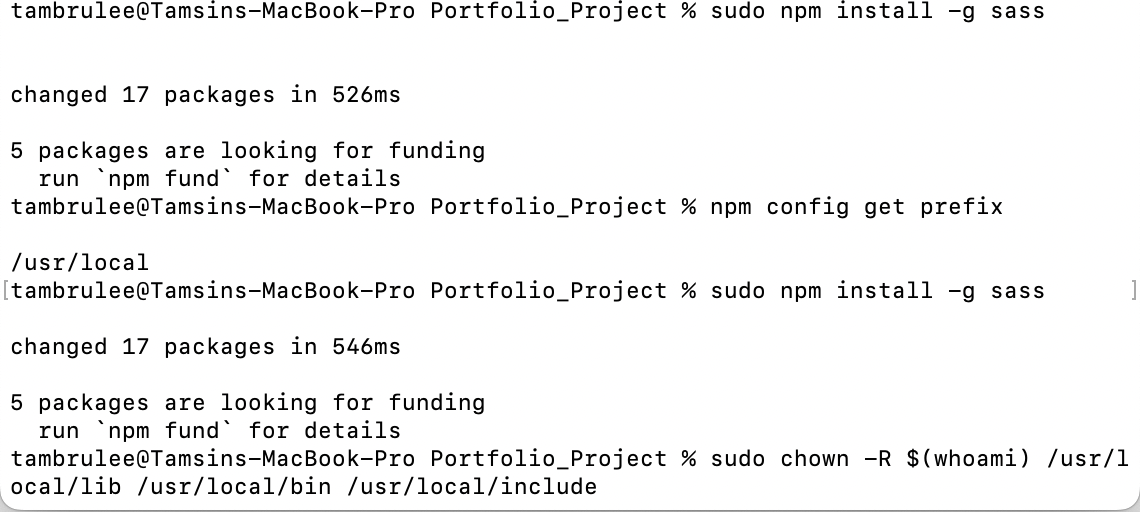 tambrulee@Tamsins-MacBook-Pro Portfolio_Project % sudo npm install -g sass
changed 17 packages in 526ms
5 packages are looking for funding
  run `npm fund` for details
tambrulee@Tamsins-MacBook-Pro Portfolio_Project % npm config get prefix
/usr/local
[tambrulee@Tamsins-MacBook-Pro Portfolio_Project % sudo npm install -g sass ]
changed 17 packages in 546ms
5 packages are looking for funding
  run `npm fund` for details
tambrulee@Tamsins-MacBook-Pro Portfolio_Project % sudo chown -R $(whoami) /usr/l
ocal/lib /usr/local/bin /usr/local/include